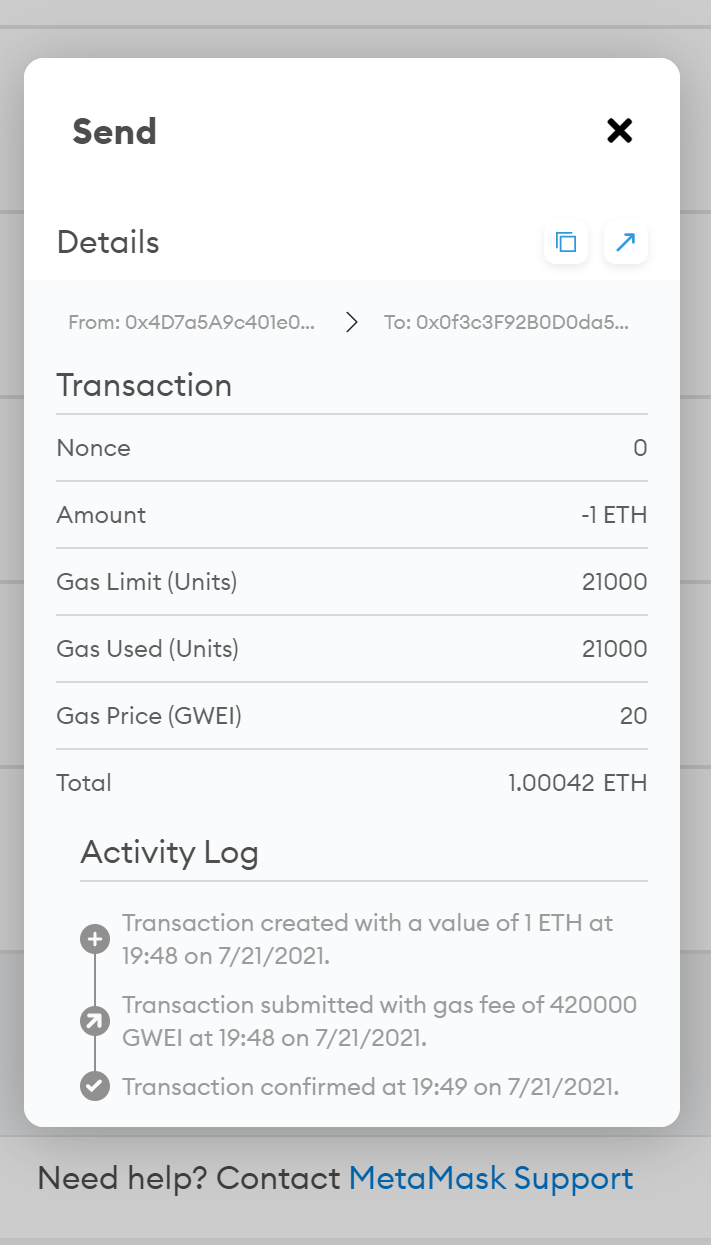 Send
Details
From: 0x4D7a5A9c401e0... To: 0x0f3c3F92B0D0da5...
Transaction
Nonce 0
Amount -1 ETH
Gas Limit (Units) 21000
Gas Used (Units) 21000
Gas Price (GWEI) 20
Total 1.00042 ETH
Activity Log
Transaction created with a value of 1 ETH at
19:48 on 7/21/2021.
Transaction submitted with gas fee of 420000
GWEI at 19:48 on 7/21/2021.
Transaction confirmed at 19:49 on 7/21/2021.
Need help? Contact MetaMask Support